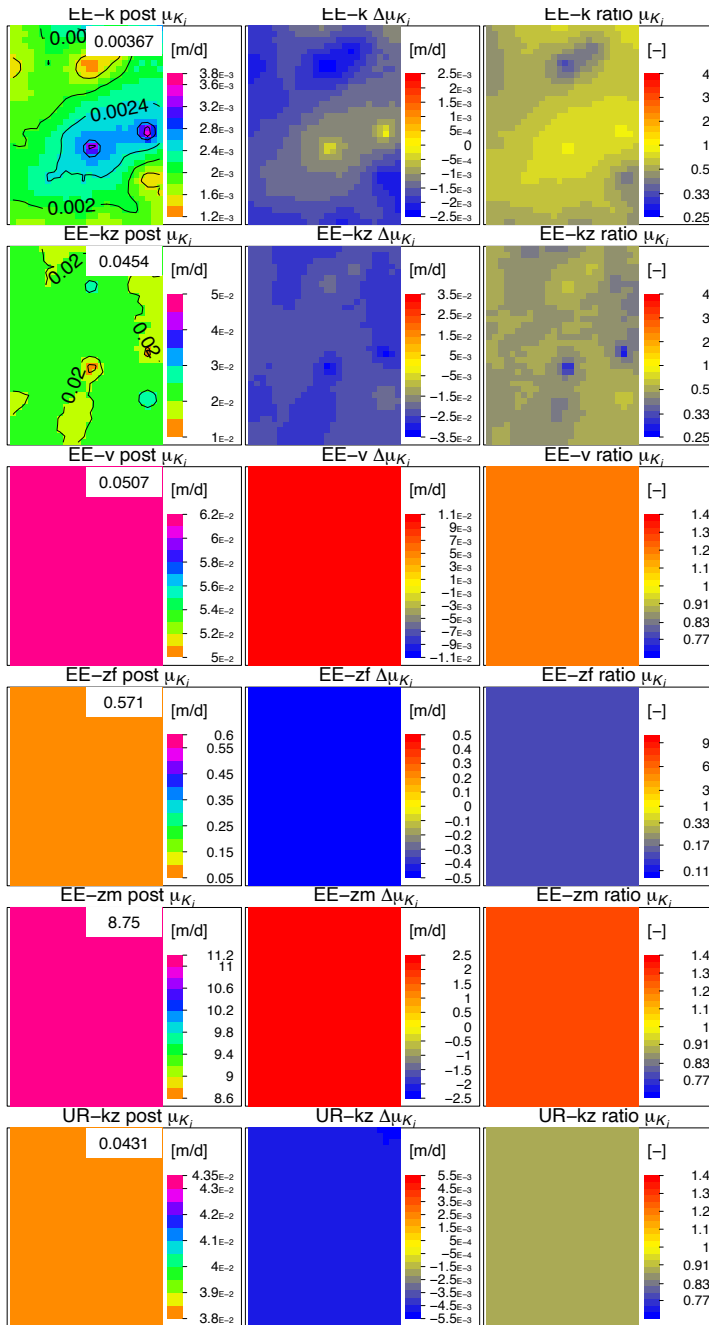 EE−k post μKi
EE−k ΔμKi
EE−k ratio μKi
0.00367
0.0024
0.002
[m/d]
3.8E−3
3.6E−3
3.2E−3
2.8E−3
2.4E−3
2E−3
1.6E−3
1.2E−3
[m/d]
2.5E−3
1.5E−3
5E−4
0
−5E−4
−1.5E−3
−2.5E−3
[−]
4
3
2
1
0.5
0.33
0.25
EE−kz post μKi
EE−kz ΔμKi
EE−kz ratio μKi
0.0454
0.02
0.02
0.02
[m/d]
5E−2
4E−2
3E−2
2E−2
1E−2
[m/d]
3.5E−2
2.5E−2
1.5E−2
5E−3
−5E−3
−1.5E−2
−2.5E−2
−3.5E−2
[−]
4
3
2
1
0.5
0.33
0.25
EE−v post μKi
EE−v ΔμKi
EE−v ratio μKi
0.0507
[m/d]
6.2E−2
6E−2
5.8E−2
5.6E−2
5.4E−2
5.2E−2
5E−2
[m/d]
1.1E−2
9E−3
7E−3
5E−3
3E−3
1E−3
−1E−3
−3E−3
−5E−3
−7E−3
−9E−3
−1.1E−2
[−]
1.4
1.3
1.2
1.1
1
0.91
0.83
0.77
EE−zf post μKi
EE−zf ΔμKi
EE−zf ratio μKi
0.571
[m/d]
0.6
0.55
0.45
0.35
0.25
0.15
0.05
[m/d]
0.5
0.4
0.3
0.2
0.1
0
−0.1
−0.2
−0.3
−0.4
−0.5
[−]
9
6
3
1
0.33
0.17
0.11
EE−zm post μKi
EE−zm ΔμKi
EE−zm ratio μKi
8.75
[m/d]
11.2
11
10.6
10.2
9.8
9.4
9
8.6
[m/d]
2.5
2
1.5
1
0.5
0
−0.5
−1
−1.5
−2
−2.5
[−]
1.4
1.3
1.2
1.1
1
0.91
0.83
0.77
UR−kz post μKi
UR−kz ΔμKi
UR−kz ratio μKi
0.0431
[m/d]
4.35E−2
4.3E−2
4.2E−2
4.1E−2
4E−2
3.9E−2
3.8E−2
[m/d]
5.5E−3
4.5E−3
3.5E−3
2.5E−3
1.5E−3
5E−4
−5E−4
−1.5E−3
−2.5E−3
−3.5E−3
−4.5E−3
−5.5E−3
[−]
1.4
1.3
1.2
1.1
1
0.91
0.83
0.77